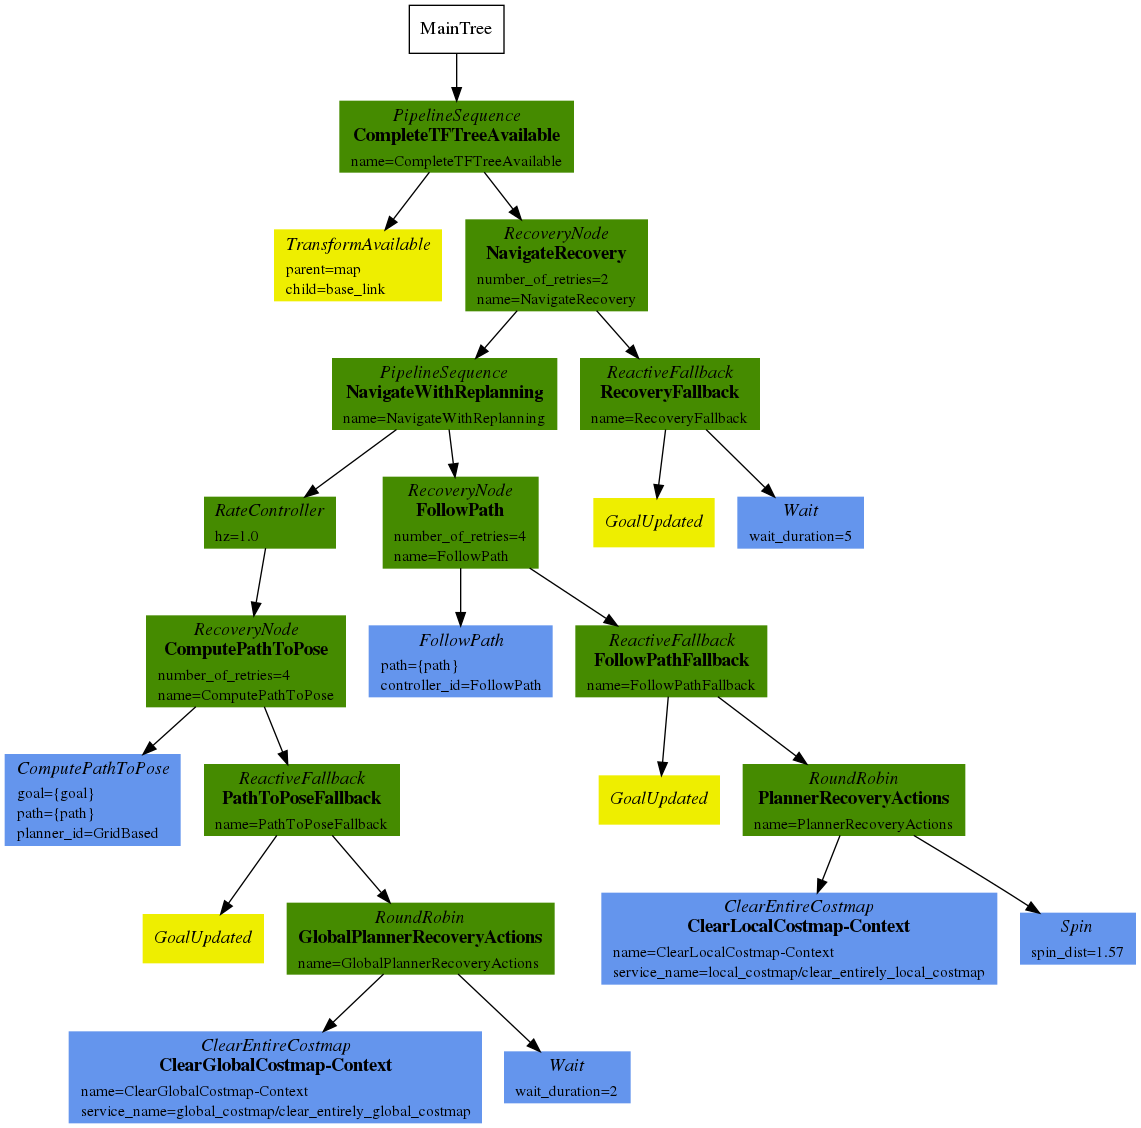 MainTree
PipelineSequence
CompleteTFTreeAvailable
name=CompleteTFTreeAvailable
TransformAvailable
parent=map
child=base_link
RecoveryNode
NavigateRecovery
number_of_retries=2
name=NavigateRecovery
PipelineSequence
NavigateWithReplanning
name=NavigateWithReplanning
ReactiveFallback
RecoveryFallback
name=RecoveryFallback
RateController
hz=1.0
RecoveryNode
FollowPath
number_of_retries=4
name=FollowPath
GoalUpdated
Wait
wait_duration=5
RecoveryNode
ComputePathToPose
number_of_retries=4
name=ComputePathToPose
FollowPath
path={path}
controller_id=FollowPath
ReactiveFallback
FollowPathFallback
name=FollowPathFallback
ComputePathToPose
goal={goal}
path={path}
planner_id=GridBased
ReactiveFallback
PathToPoseFallback
name=PathToPoseFallback
GoalUpdated
RoundRobin
PlannerRecoveryActions
name=PlannerRecoveryActions
GoalUpdated
RoundRobin
GlobalPlannerRecoveryActions
name=GlobalPlannerRecoveryActions
ClearEntireCostmap
ClearLocalCostmap-Context
name=ClearLocalCostmap-Context
service_name=local_costmap/clear_entirely_local_costmap
Spin
spin_dist=1.57
ClearEntireCostmap
ClearGlobalCostmap-Context
name=ClearGlobalCostmap-Context
service_name=global_costmap/clear_entirely_global_costmap
Wait
wait_duration=2